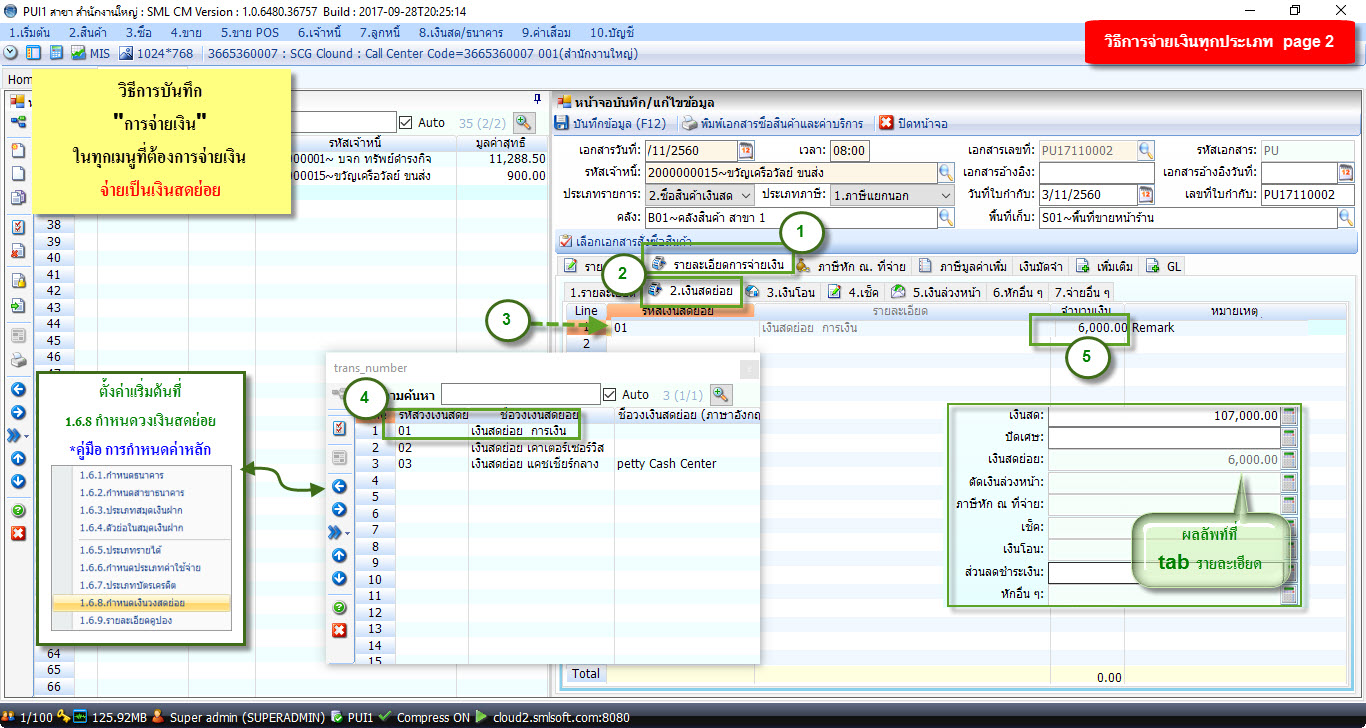 PUI1 สาขา สำนักงานใหญ่ : SML CM Version : 1.0.6480.36757 Build : 2017-09-28T20:25:14
1.เริ่มต้น 2.สินค้า 3.ซื้อ 4.ขาย 5.ขาย POS 6.เจ้าหนี้ 7.ลูกหนี้ 8.เงินสด/ธนาคาร 9.ค่าเสื่อม 10.บัญชี
วิธีการจ่ายเงินทุกประเภท page 2
MIS 1024*768 3665360007 : SCG Clound : Call Center Code=3665360007 001(สำนักงานใหญ่)
Hom
วิธีการบันทึก
"การจ่ายเงิน"
ในทุกเมนูที่ต้องการจ่ายเงิน
จ่ายเป็นเงินสดย่อย
Auto 35 (2/2)
รหัสเจ้าหนี้ มูลค่าสุทธิ
000001~ บจก ทรัพย์ดำรงกิจ 11,288.50
00015~ขวัญเครือวัลย์ ขนส่ง 900.00
38
39
40
41
42
43
44
45
46
47
64
65
66
หน้าจอบันทึก/แก้ไขข้อมูล
บันทึกข้อมูล (F12) พิมพ์เอกสารซื้อสินค้าและค่าบริการ ปิดหน้าจอ
เอกสารวันที่: /11/2560 เวลา: 08:00 เอกสารเลขที่: PU17110002 รหัสเอกสาร: PU
รหัสเจ้าหนี้: 2000000015~ขวัญเครือวัลย์ ขนส่ง เอกสารอ้างอิง: เอกสารอ้างอิงวันที่:
ประเภทรายการ: 2.ซื้อสินค้าเงินสด ประเภทภาษี: 1.ภาษีแยกนอก วันที่ใบกำกับ: 3/11/2560 เลขที่ใบกำกับ: PU17110002
คลัง: B01~คลังสินค้า สาขา 1 พื้นที่เก็บ: S01~พื้นที่ขายหน้าร้าน
เลือกเอกสารสั่งซื้อสินค้า
1
ราย รายละเอียดการจ่ายเงิน ภาษีหัก ณ. ที่จ่าย ภาษีมูลค่าเพิ่ม เงินมัดจำ เพิ่มเติม GL
2
1.รายละเอียด 2.เงินสดย่อย 3.เงินโอน 4.เช็ค 5.เงินล่วงหน้า 6.หักอื่น ๆ 7.จ่ายอื่น ๆ
Line รหัสเงินสดย่อย รายละเอียด จำนวนเงิน หมายเหตุ
3
1 01 เงินสดย่อย การเงิน 6,000.00 Remark
2
5
trans_number
4
ามค้นหา Auto 3 (1/1)
รหัสวงเงินสดย่ ชื่อวงเงินสดย่อย ชื่อวงเงินสดย่อย (ภาษาอังกฤ
1 01 เงินสดย่อย การเงิน
2 02 เงินสดย่อย เคาเตอร์เซอร์วิส
3 03 เงินสดย่อย แคชเชียร์กลาง petty Cash Center
4
5
6
7
8
9
10
11
12
13
14
15
ตั้งค่าเริ่มต้นที่
1.6.8 กำหนดวงเงินสดย่อย
*คู่มือ การกำหนดค่าหลัก
1.6.1.กำหนดธนาคาร
1.6.2.กำหนดสาขาธนาคาร
1.6.3.ประเภทสมุดเงินฝาก
1.6.4.ตัวย่อในสมุดเงินฝาก
1.6.5.ประเภทรายได้
1.6.6.กำหนดประเภทค่าใช้จ่าย
1.6.7.ประเภทบัตรเครดิต
1.6.8.กำหนดเงินวงสดย่อย
1.6.9.รายละเอียดคูปอง
เงินสด: 107,000.00
ปัดเศษ:
เงินสดย่อย: 6,000.00
ตัดเงินล่วงหน้า:
ภาษีหัก ณ ที่จ่าย:
เช็ค:
เงินโอน:
ส่วนลดชำระเงิน:
หักอื่น ๆ:
ผลลัพท์ที่
tab รายละเอียด
Total 0.00
1/100 125.92MB Super admin (SUPERADMIN) PUI1 Compress ON cloud2.smlsoft.com:8080